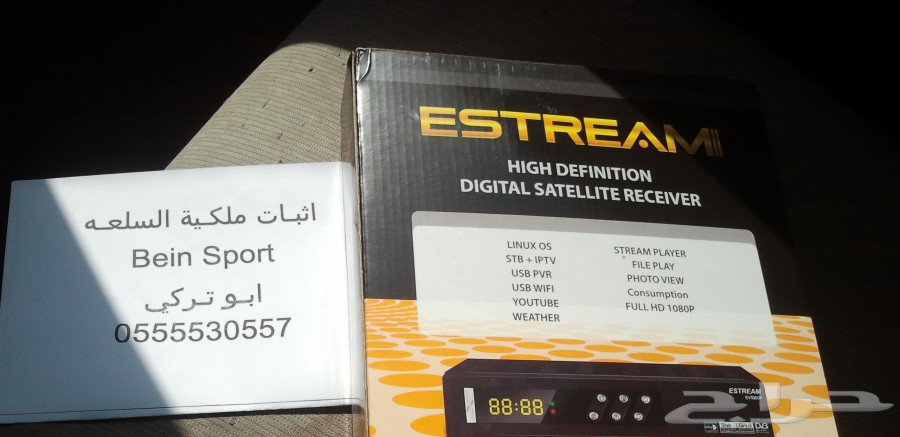 اثبات ملكية السلعه
Bein Sport
ابو تركي
0555530557
ESTREAM
HIGH DEFINITION
DIGITAL SATELLITE RECEIVER
LINUX OS
STB + IPTV
USB PVR
USB WIFI
YOUTUBE
WEATHER
STREAM PLAYER
FILE PLAY
PHOTO VIEW
Consumption
FULL HD 1080P
88:88
ESTREAM
DVB
حراج